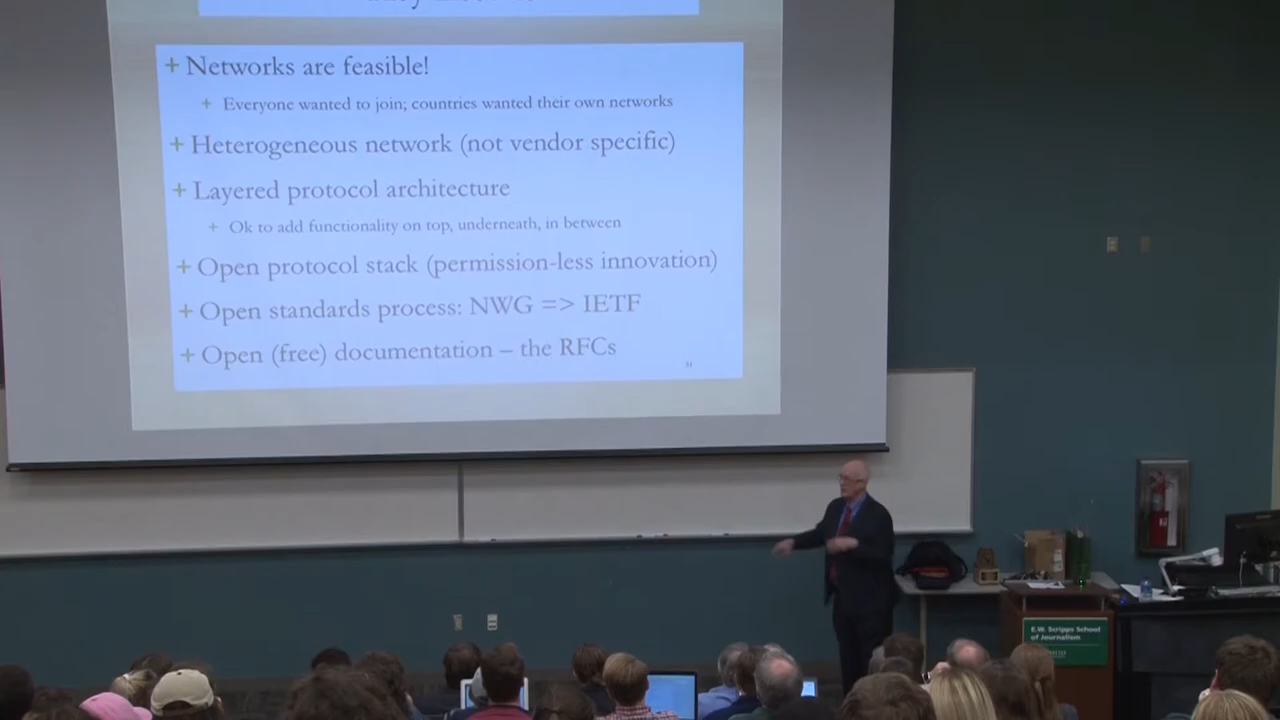 + Networks are feasible!
+ Everyone wanted to join; countries wanted their own networks
+ Heterogeneous network (not vendor specific)
+ Layered protocol architecture
+ Ok to add functionality on top, underneath, in between
+ Open protocol stack (permission-less innovation)
+ Open standards process: NWG => IETF
+ Open (free) documentation – the RFCs
E.W. Scripps School
of Journalism